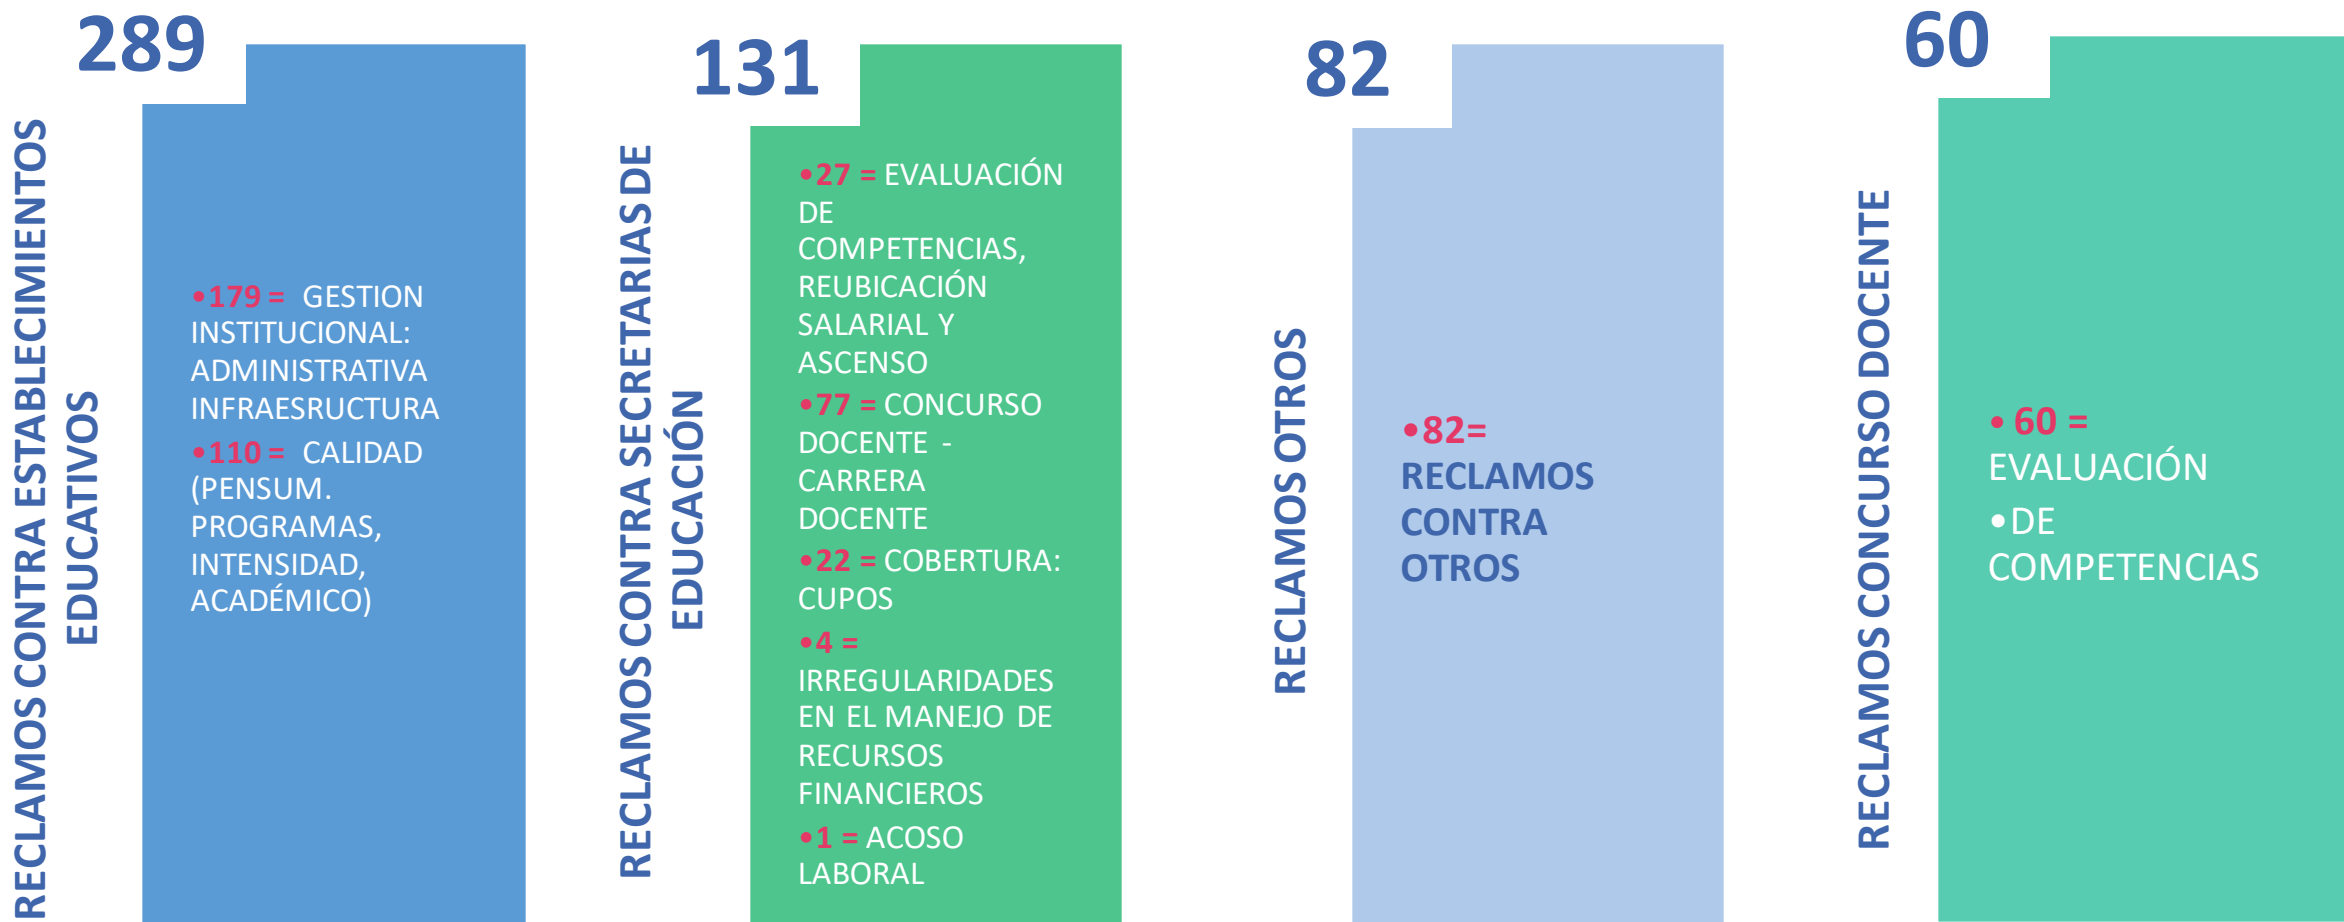 289
RECLAMOS CONTRA ESTABLECIMIENTOS
EDUCATIVOS
•179 = GESTION
INSTITUCIONAL:
ADMINISTRATIVA
INFRAESRUCTURA
•110 = CALIDAD
(PENSUM.
PROGRAMAS,
INTENSIDAD,
ACADÉMICO)
131
RECLAMOS CONTRA SECRETARIAS DE
EDUCACIÓN
•27 = EVALUACIÓN
DE
COMPETENCIAS,
REUBICACIÓN
SALARIAL Y
ASCENSO
•77 = CONCURSO
DOCENTE -
CARRERA
DOCENTE
•22 = COBERTURA:
CUPOS
•4 =
IRREGULARIDADES
EN EL MANEJO DE
RECURSOS
FINANCIEROS
•1 = ACOSO
LABORAL
82
RECLAMOS OTROS
•82=
RECLAMOS
CONTRA
OTROS
60
RECLAMOS CONCURSO DOCENTE
• 60 =
EVALUACIÓN
•DE
COMPETENCIAS